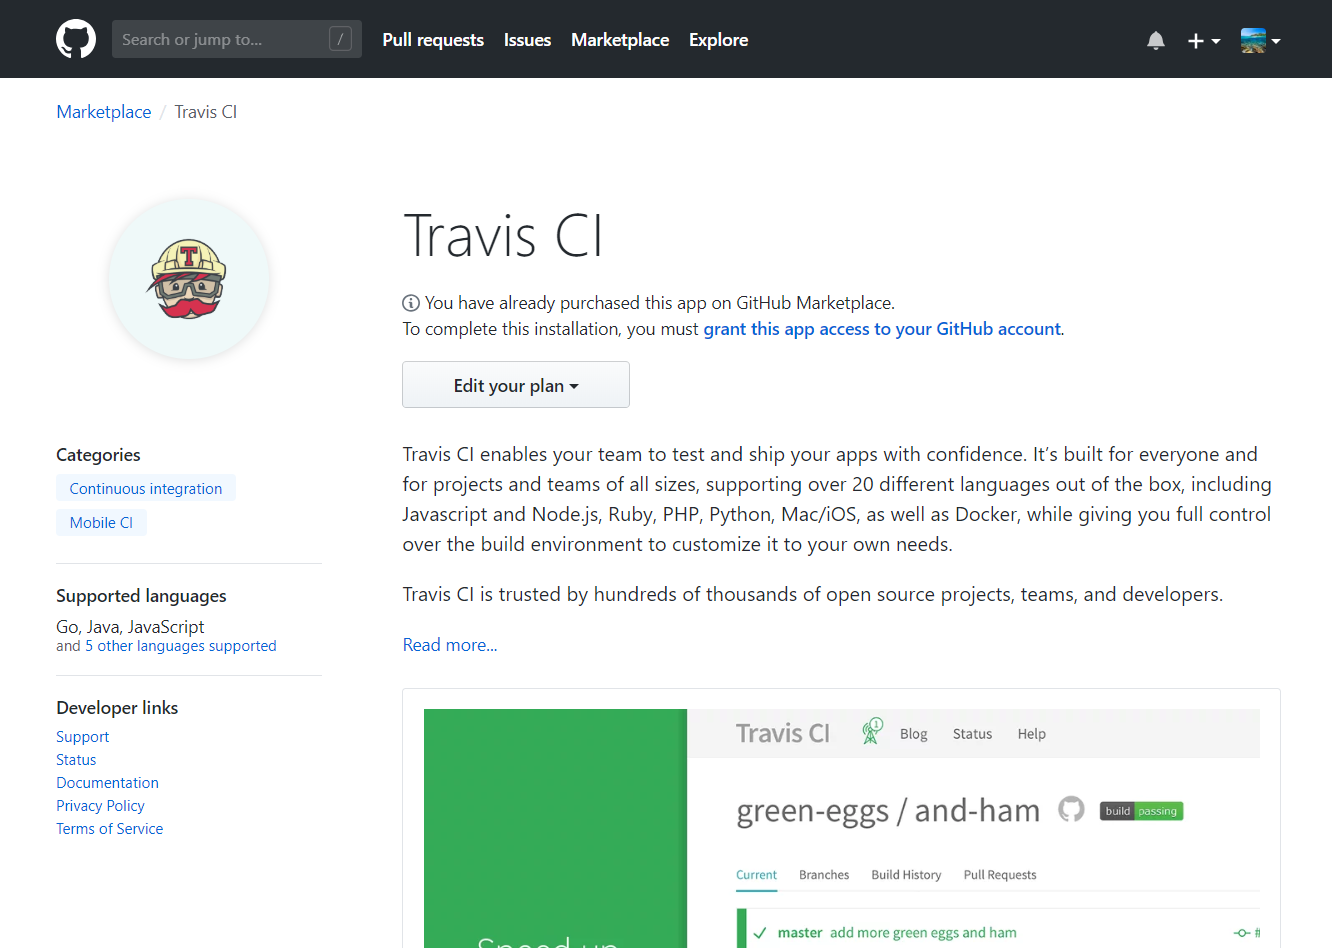 Search or jump to...
/
Pull requests
Issues
Marketplace
Explore
Marketplace / Travis CI
T
Travis CI
You have already purchased this app on GitHub Marketplace.
To complete this installation, you must grant this app access to your GitHub account.
Edit your plan
Categories
Continuous integration
Mobile CI
Supported languages
Go, Java, JavaScript
and 5 other languages supported
Developer links
Support
Status
Documentation
Privacy Policy
Terms of Service
Travis CI enables your team to test and ship your apps with confidence. It’s built for everyone and
for projects and teams of all sizes, supporting over 20 different languages out of the box, including
Javascript and Node.js, Ruby, PHP, Python, Mac/iOS, as well as Docker, while giving you full control
over the build environment to customize it to your own needs.
Travis CI is trusted by hundreds of thousands of open source projects, teams, and developers.
Read more...
Travis CI
1
Blog
Status
Help
green-eggs / and-ham
build passing
Current
Branches
Build History
Pull Requests
master add more green eggs and ham
#
Speed up